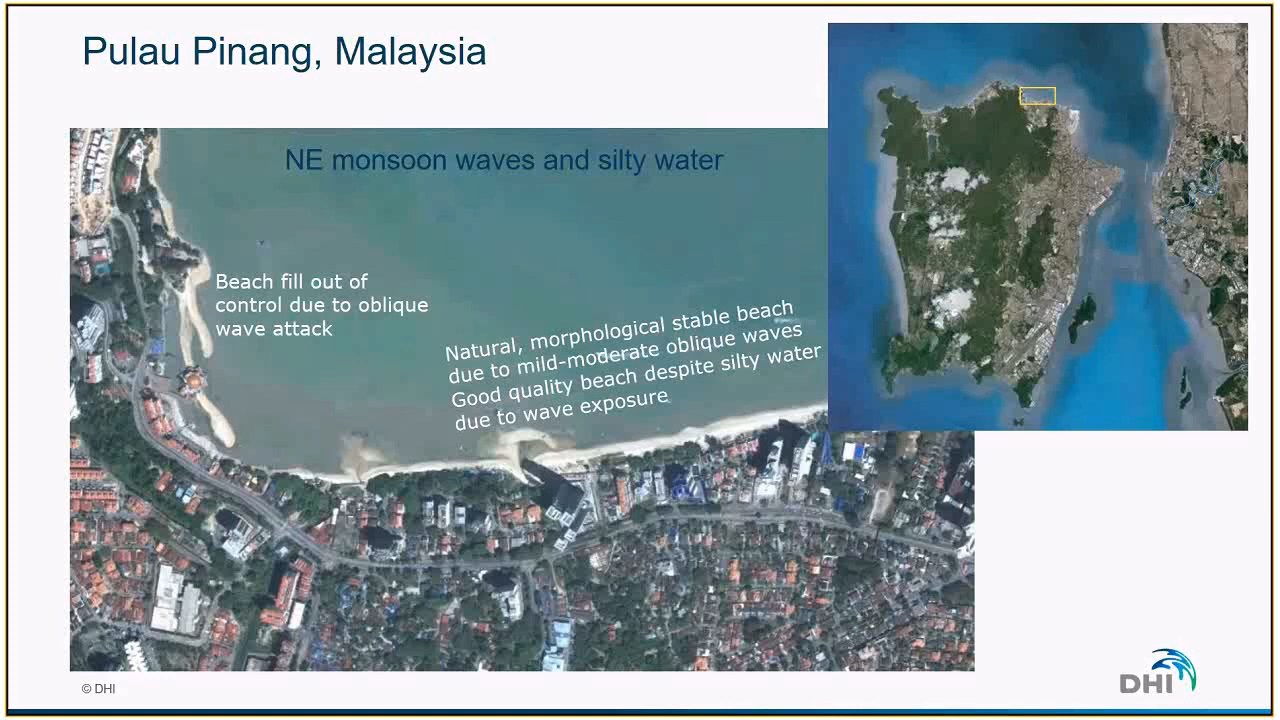 Pulau Pinang, Malaysia
NE monsoon waves and silty water
Beach fill out of
control due to oblique
wave attack
Natural, morphological stable beach
due to mild-moderate oblique waves
Good quality beach despite silty water
due to wave exposure
© DHI
DHI